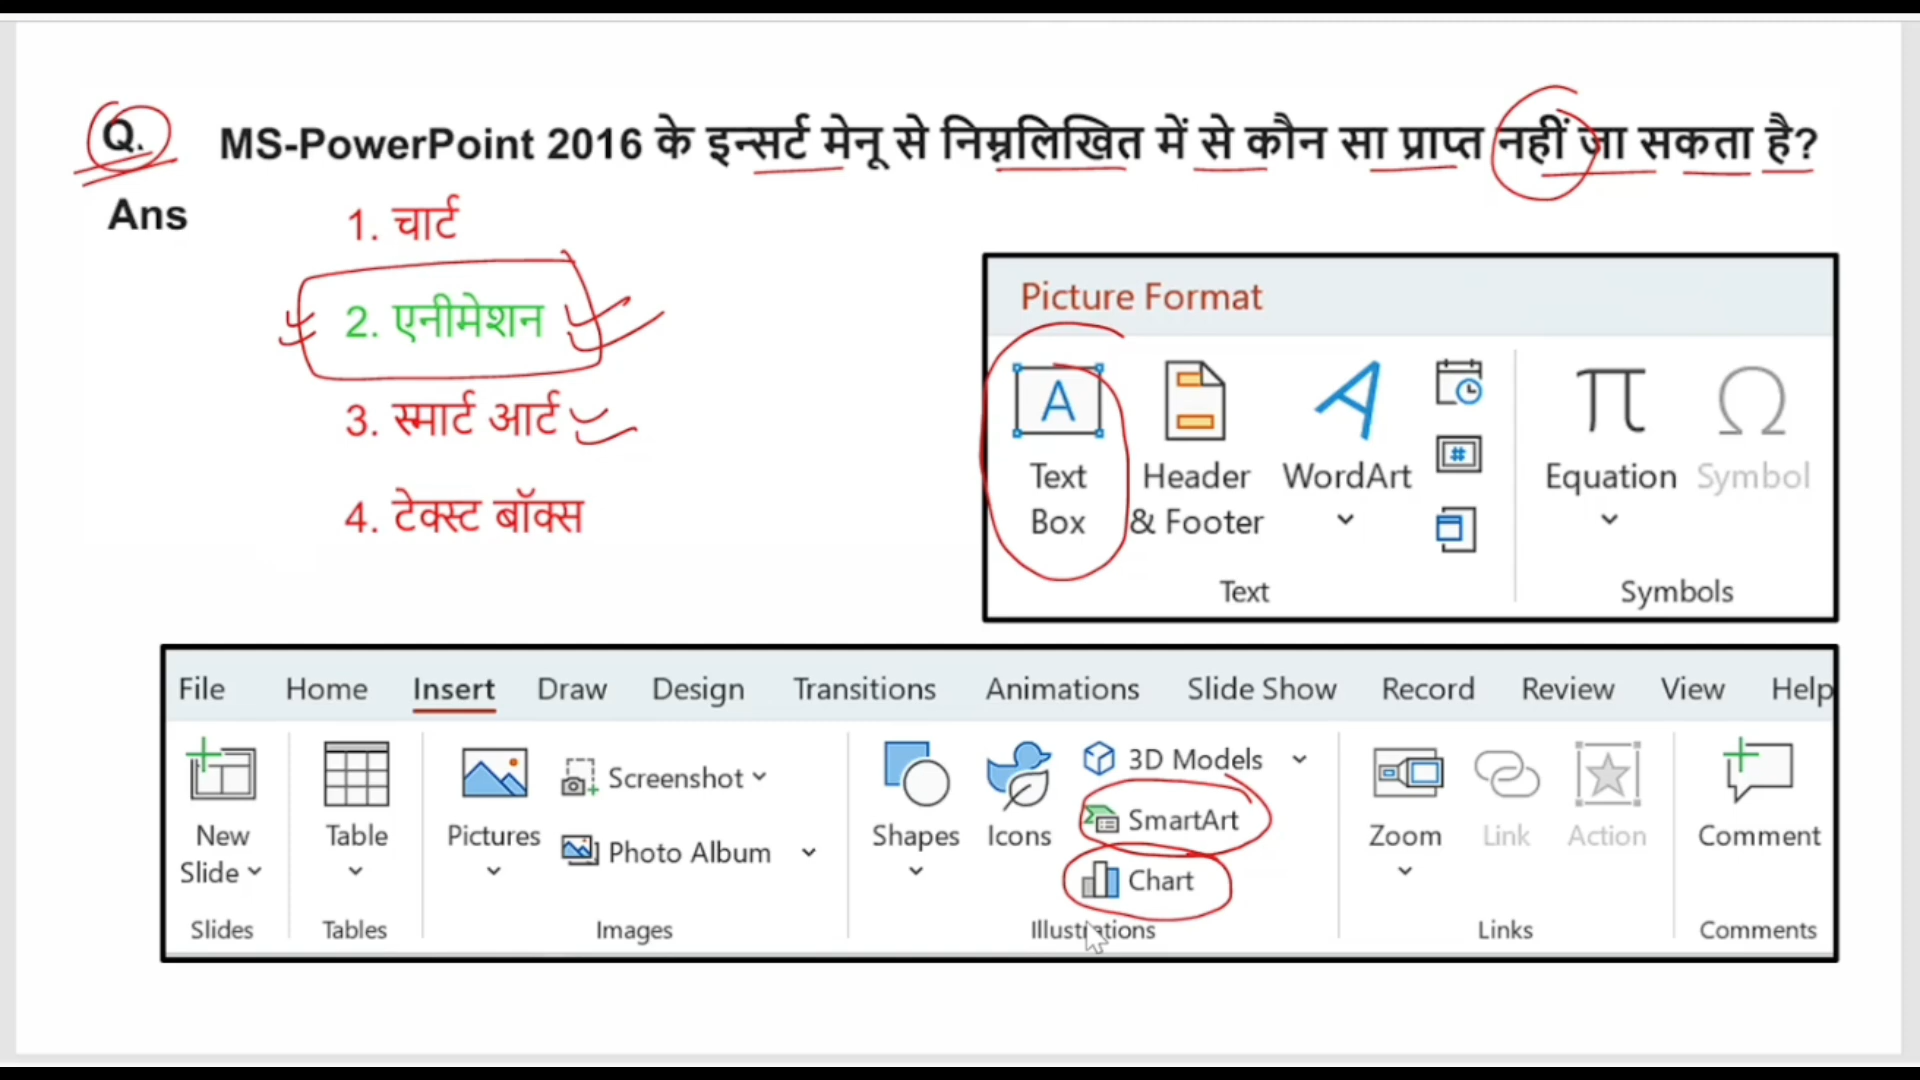 Q. MS-PowerPoint 2016 के इन्सर्ट मेनू से निम्नलिखित में से कौन सा प्राप्त नहीं जा सकता है?
Ans
1. चार्ट
2. एनीमेशन
3. स्मार्ट आर्ट
4. टेक्स्ट बॉक्स
Picture Format
Text Box
Header & Footer
WordArt
Equation
Symbol
Text
Symbols
File Home Insert Draw Design Transitions Animations Slide Show Record Review View Help
New Slide
Table
Pictures
Screenshot
Photo Album
Shapes
Icons
3D Models
SmartArt
Chart
Zoom
Link
Action
Comment
Slides Tables Images Illustrations Links Comments